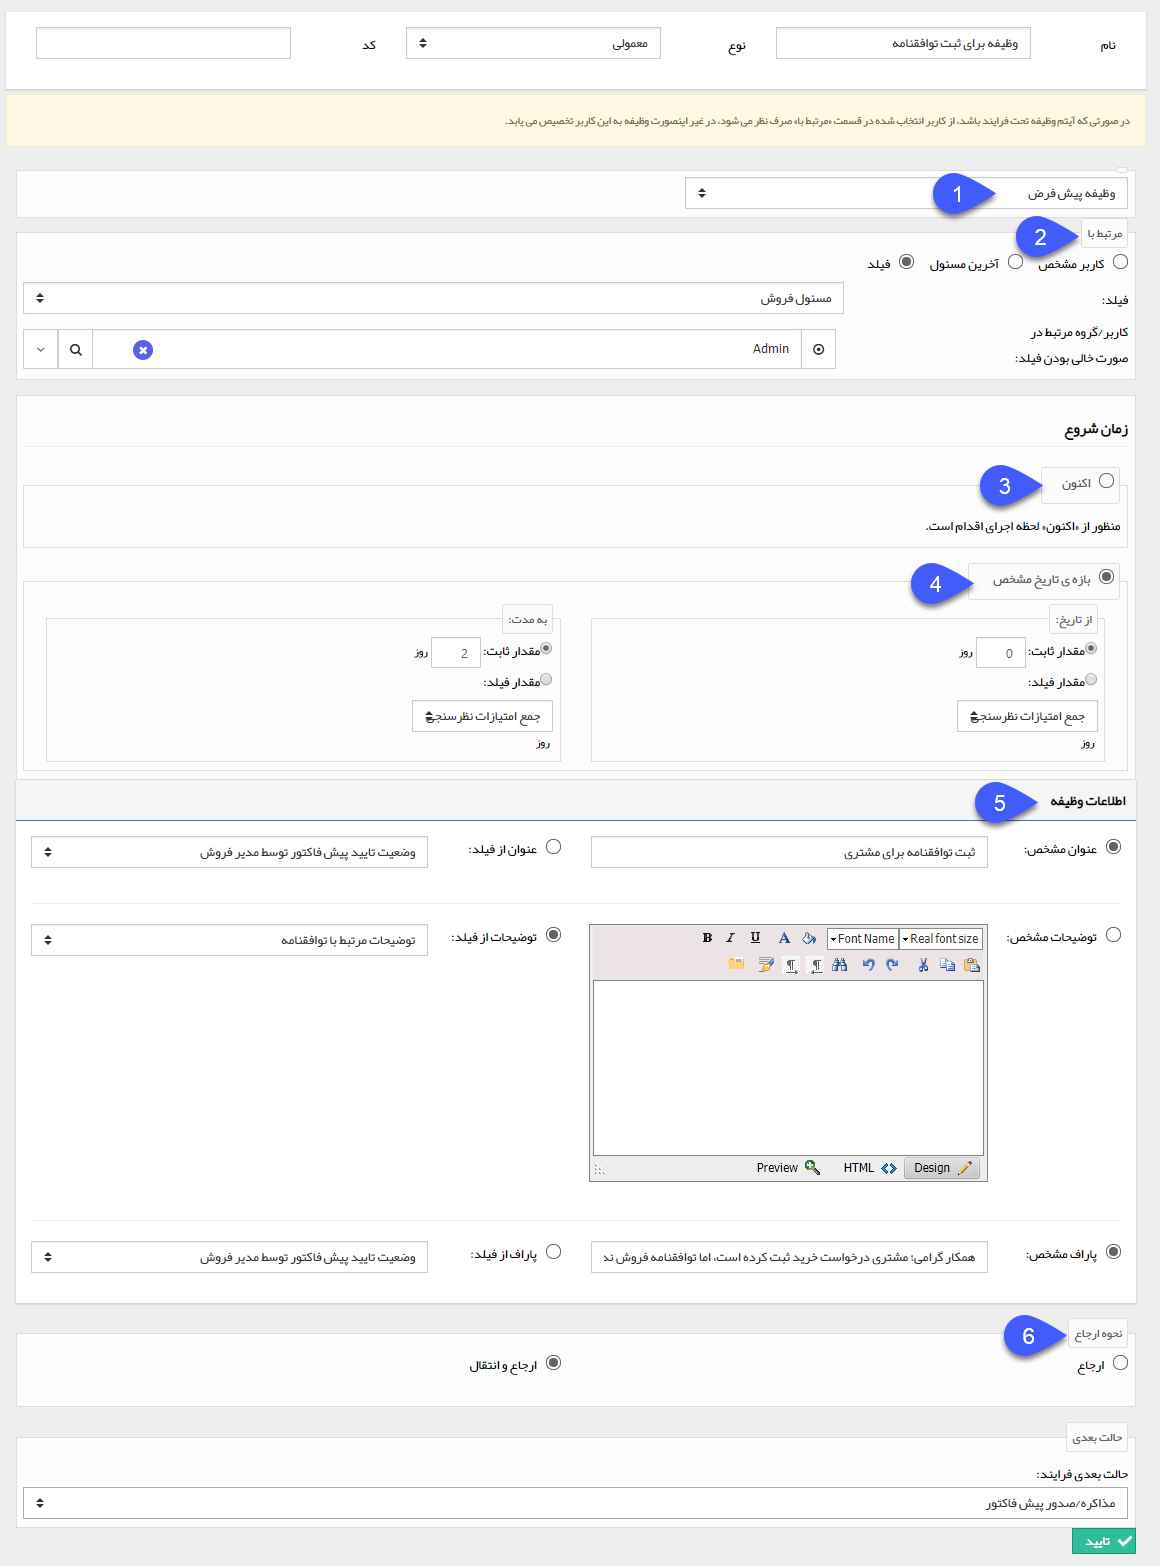 نام
وظیفه برای ثبت توافقنامه
نوع
معمولی
کد
در صورتی که آیتم وظیفه تحت فرایند باشد، از کاربر انتخاب شده در قسمت «مرتبط با» صرف نظر می شود، در غیر اینصورت وظیفه به این کاربر تخصیص می یابد.
وظیفه پیش فرض
1
مرتبط با
2
کاربر مشخص
آخرین مسئول
فیلد
فیلد:
مسئول فروش
کاربر/گروه مرتبط در
صورت خالی بودن فیلد:
Admin
زمان شروع
اکنون
3
منظور از «اکنون» لحظه اجرای اقدام است.
بازه ی تاریخ مشخص
4
از تاریخ:
مقدار ثابت: 0 روز
مقدار فیلد:
جمع امتیازات نظرسنجی
روز
به مدت:
مقدار ثابت: 2 روز
مقدار فیلد:
جمع امتیازات نظرسنجی
روز
اطلاعات وظیفه
5
عنوان مشخص:
ثبت توافقنامه برای مشتری
عنوان از فیلد:
وضعیت تایید پیش فاکتور توسط مدیر فروش
توضیحات مشخص:
B I U A Font Name Real font size
Preview HTML Design
توضیحات از فیلد:
توضیحات مرتبط با توافقنامه
پاراف مشخص:
همکار گرامی؛ مشتری درخواست خرید ثبت کرده است، اما توافقنامه فروش ند
پاراف از فیلد:
وضعیت تایید پیش فاکتور توسط مدیر فروش
نحوه ارجاع
6
ارجاع
ارجاع و انتقال
حالت بعدی
حالت بعدی فرایند:
مذاکره/صدور پیش فاکتور
تایید